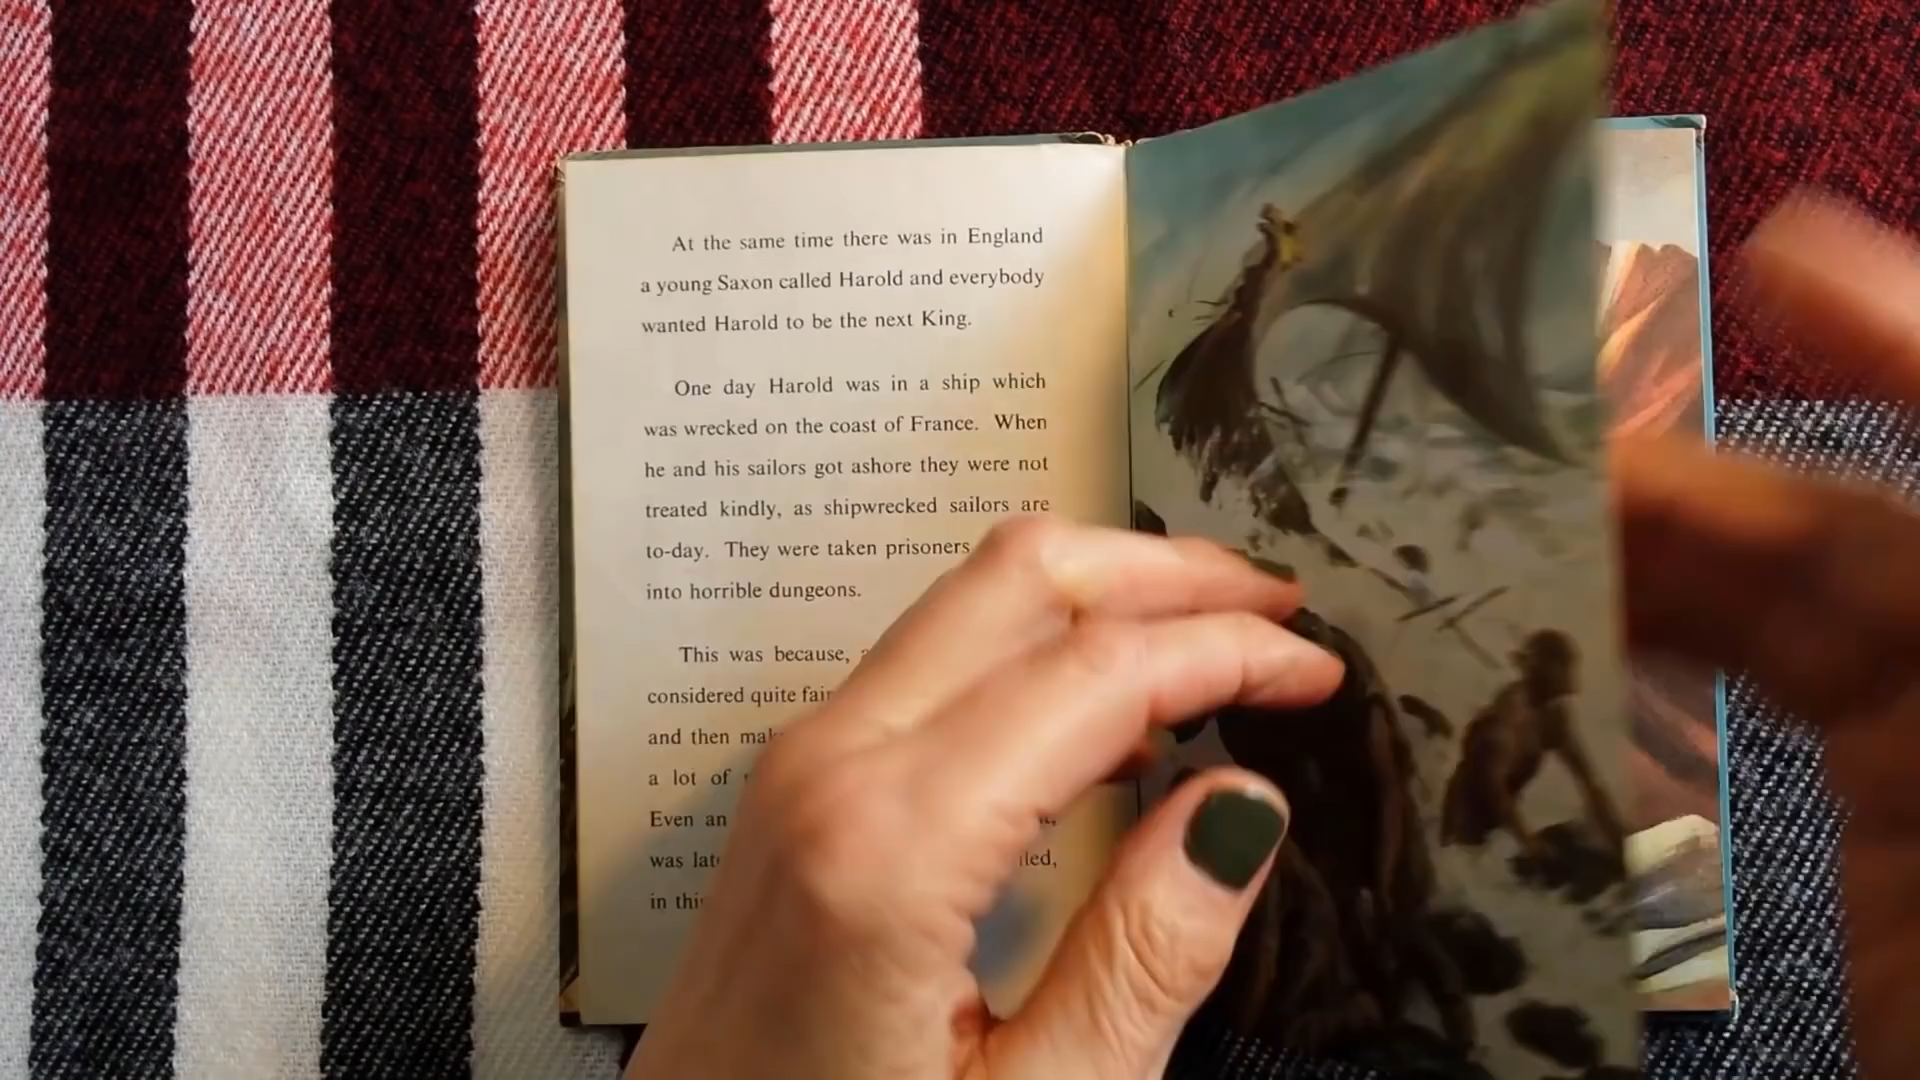 At the same time there was in England
a young Saxon called Harold and everybody
wanted Harold to be the next King.
One day Harold was in a ship which
was wrecked on the coast of France. When
he and his sailors got ashore they were not
treated kindly, as shipwrecked sailors are
to-day. They were taken prisoners
into horrible dungeons.
This was because,
considered quite fair
and then
a lot of
Even an
was
in